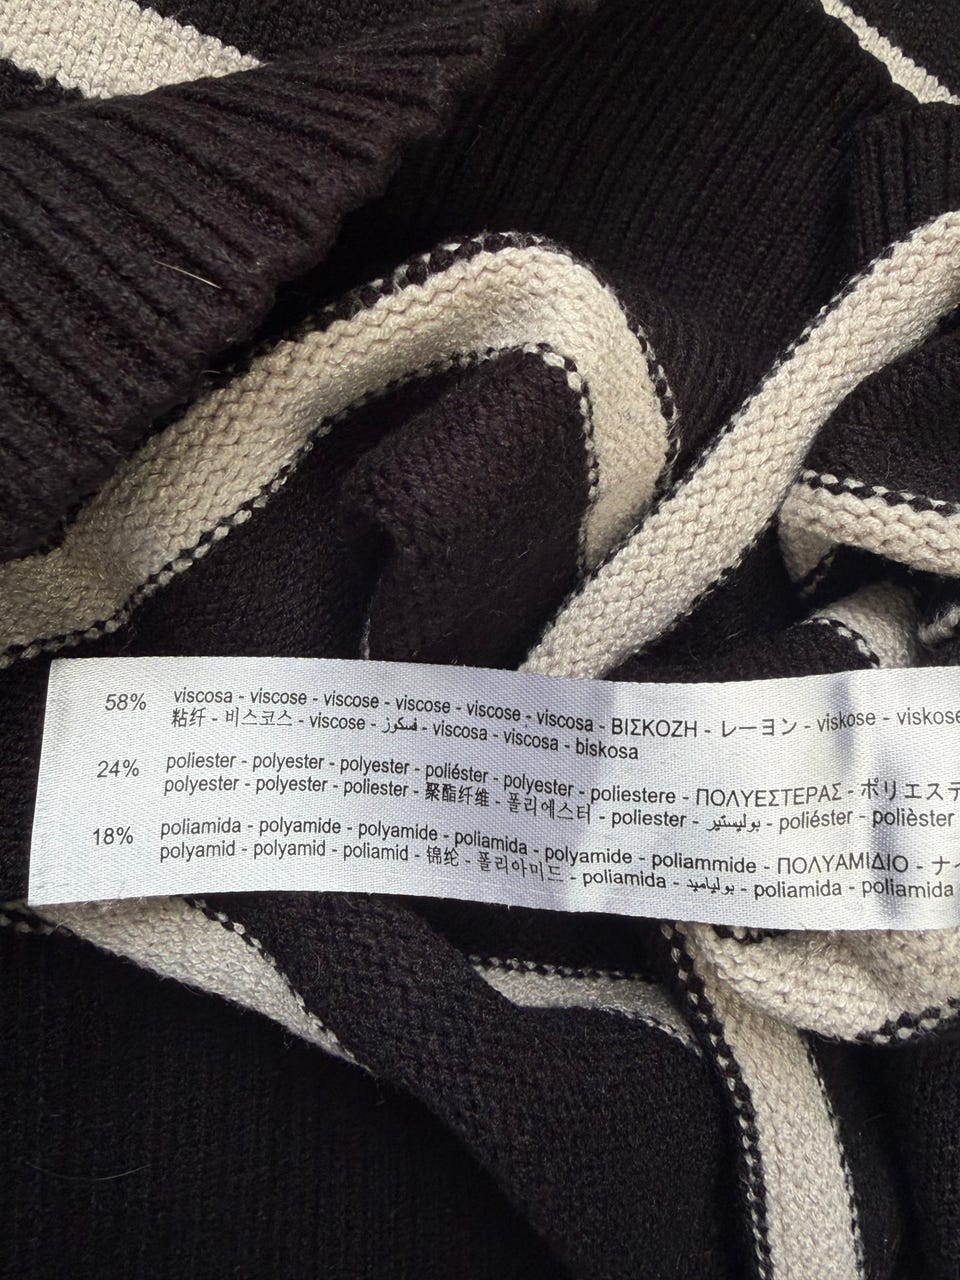 58% viscosa - viscose - viscose - viscose - viscose - viscosa - ΒΙΣΚΟΖΗ - レーヨン - viskose - viskose
粘纤 - 비스코스 - viscose - فسكوز - viscosa - viscosa - biskosa
24% poliester - polyester - polyester - poliéster - polyester - poliestere - ΠΟΛΥΕΣΤΕΡΑΣ - ポリエステ
polyester - polyester - poliester - 聚酯纤维 - 폴리에스터 - poliester - بوليستير - poliéster - polièster
18% poliamida - polyamide - polyamide - poliamida - polyamide - poliammide - ΠΟΛΥΑΜΙΔΙΟ - ナイ
polyamid - polyamid - poliamid - 锦纶 - 폴리아미드 - poliamida - بولياميد - poliamida - poliamida